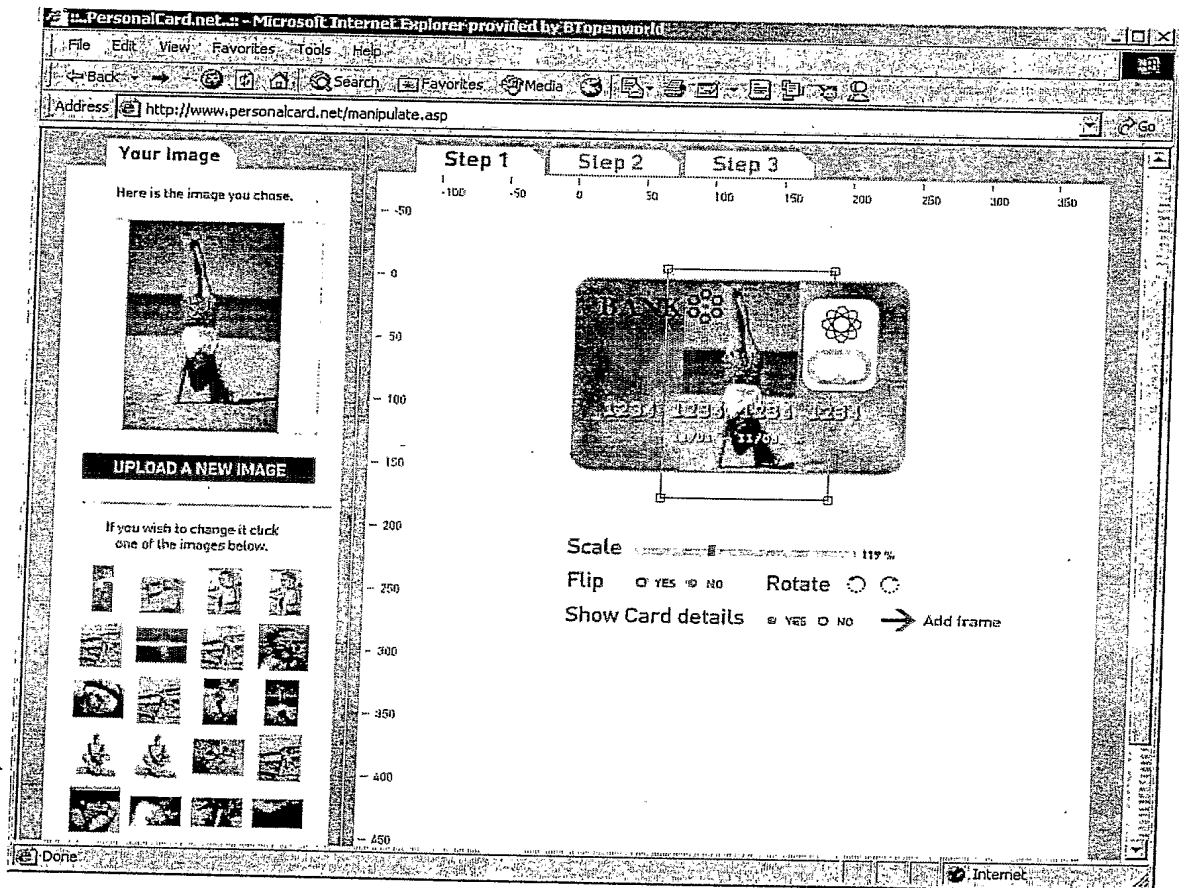 ::..PersonalCard.net..:: - Microsoft Internet Explorer provided by BTopenworld
File Edit View Favorites Tools Help
Back Search Favorites Media
Address http://www.personalcard.net/manipulate.asp Go
Your Image
Here is the image you chose.
UPLOAD A NEW IMAGE
If you wish to change it click
one of the images below.
Step 1 Step 2 Step 3
-100 -50 0 50 100 150 200 250 300 350
-50
0
50
100
150
200
250
300
350
400
450
BANK
1234 1234 1234 1234
Scale 119 %
Flip YES NO Rotate
Show Card details YES NO Add frame
Done Internet